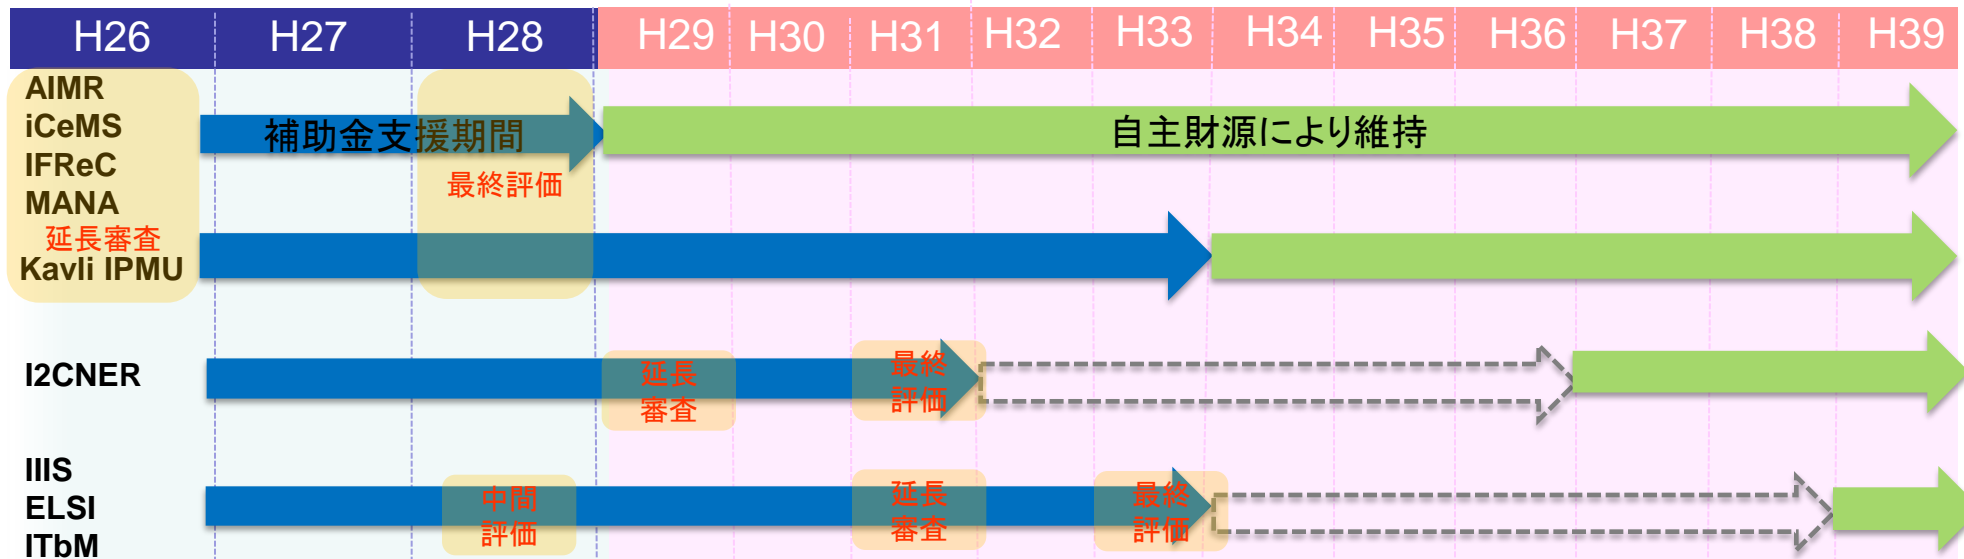 H26 H27 H28 H29 H30 H31 H32 H33 H34 H35 H36 H37 H38 H39
AIMR
iCeMS
IFReC
MANA
延長審査
Kavli IPMU
補助金支援期間
自主財源により維持
最終評価
I2CNER
延長
審査
最終
評価
IIIS
ELSI
ITbM
中間
評価
延長
審査
最終
評価